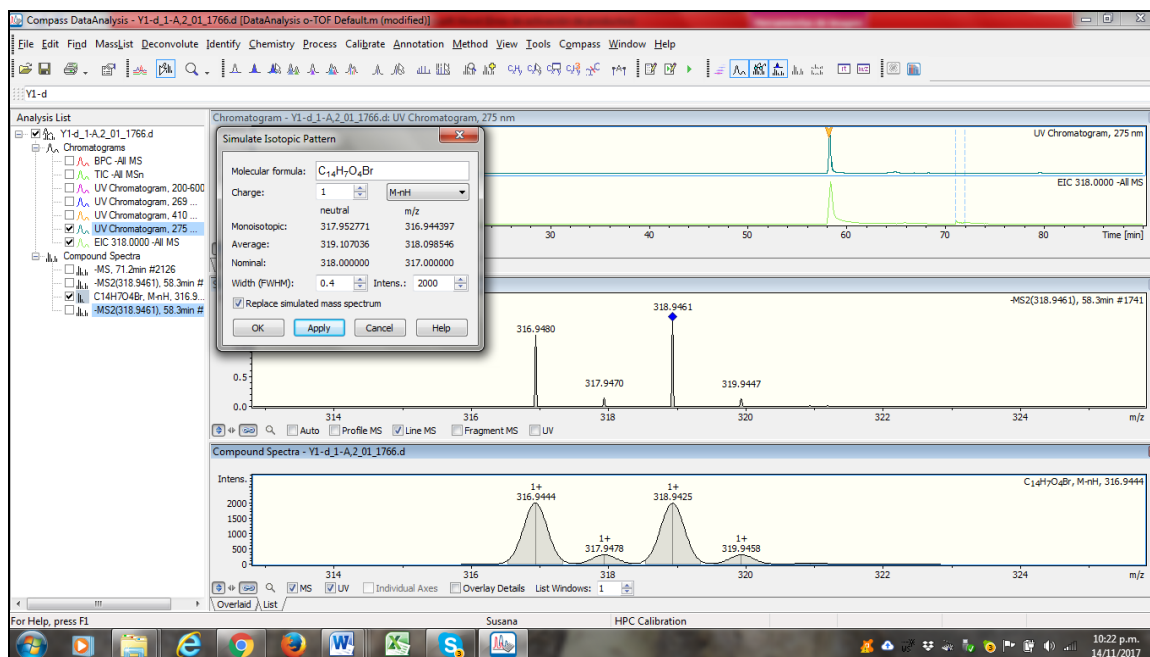 Compass DataAnalysis - Y1-d_1-A,2_01_1766.d [DataAnalysis o-TOF Default.m (modified)]
File Edit Find MassList Deconvolute Identify Chemistry Process Calibrate Annotation Method View Tools Compass Window Help
Y1-d
Analysis List
Y1-d_1-A,2_01_1766.d
Chromatograms
BPC -All MS
TIC -All MSn
UV Chromatogram, 200-600
UV Chromatogram, 269 ...
UV Chromatogram, 410 ...
UV Chromatogram, 275 ...
EIC 318.0000 -All MS
Compound Spectra
-MS, 71.2min #2126
-MS2(318.9461), 58.3min #
C14H7O4Br, M-nH, 316.9...
-MS2(318.9461), 58.3min #
Chromatogram - Y1-d_1-A,2_01_1766.d: UV Chromatogram, 275 nm
UV Chromatogram, 275 nm
EIC 318.0000 -All MS
30 40 50 60 70 80 Time [min]
Simulate Isotopic Pattern
Molecular formula: C₁₄H₇O₄Br
Charge: 1 M-nH
neutral m/z
Monoisotopic: 317.952771 316.944397
Average: 319.107036 318.098546
Nominal: 318.000000 317.000000
Width (FWHM): 0.4 Intens.: 2000
Replace simulated mass spectrum
OK Apply Cancel Help
-MS2(318.9461), 58.3min #1741
318.9461
316.9480
317.9470
319.9447
0.5
0.0
314 316 318 320 322 324 m/z
Auto Profile MS Line MS Fragment MS UV
Compound Spectra - Y1-d_1-A,2_01_1766.d
Intens.
C₁₄H₇O₄Br, M-nH, 316.9444
1+ 1+
316.9444 318.9425
1+ 1+
317.9478 319.9458
2000
1500
1000
500
0
314 316 318 320 322 324 m/z
MS UV Individual Axes Overlay Details List Windows: 1
Overlaid List
For Help, press F1 Susana HPC Calibration
10:22 p.m.
14/11/2017